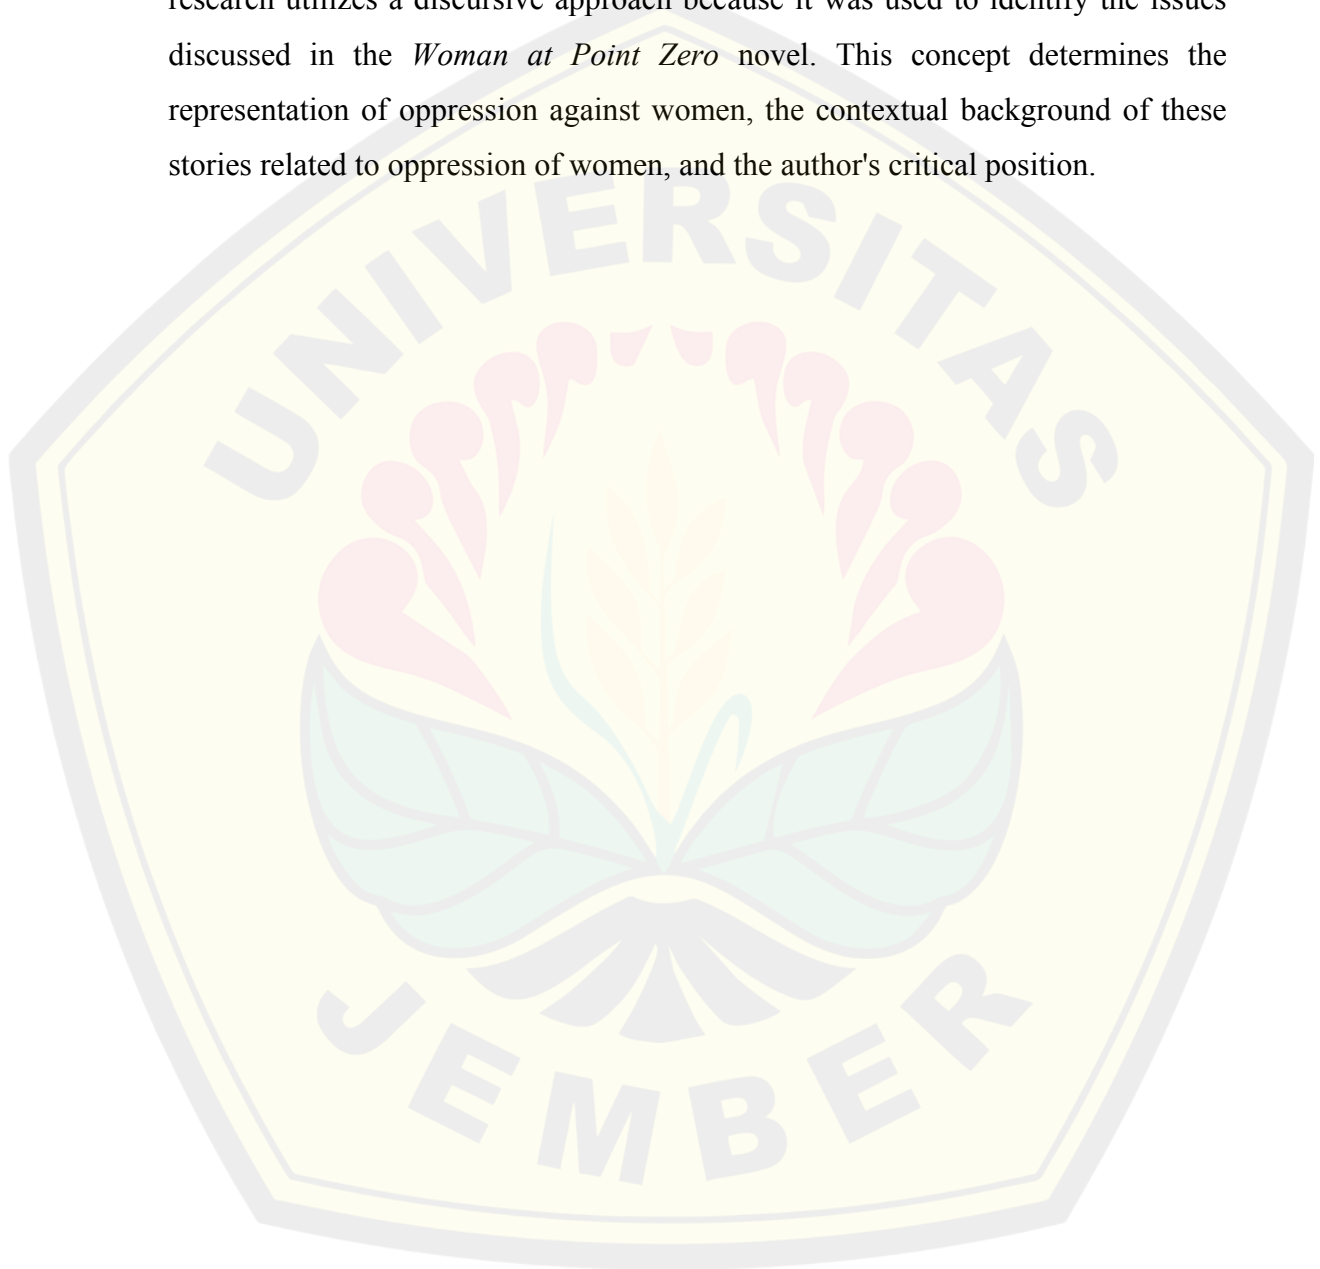 research utilizes a discursive approach because it was used to identify the issues
discussed in the Woman at Point Zero novel. This concept determines the
representation of oppression against women, the contextual background of these
stories related to oppression of women, and the author's critical position.
UNIVERSITAS
JEMBER